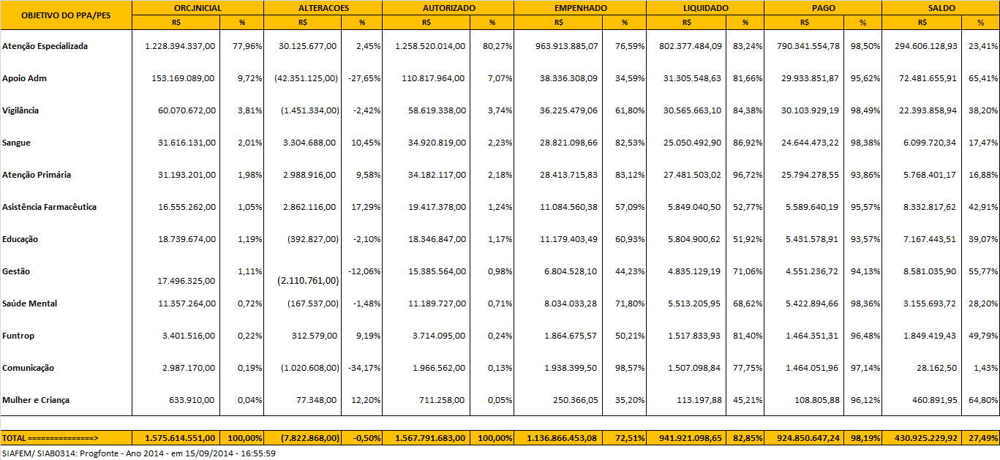 OBJETIVO DO PPA/PES ORC.INICIAL ALTERACOES AUTORIZADO EMPENHADO LIQUIDADO PAGO SALDO
R$ % R$ % R$ % R$ % R$ % R$ % R$ %
Atenção Especializada 1.228.394.337,00 77,96% 30.125.677,00 2,45% 1.258.520.014,00 80,27% 963.913.885,07 76,59% 802.377.484,09 83,24% 790.341.554,78 98,50% 294.606.128,93 23,41%
Apoio Adm 153.169.089,00 9,72% (42.351.125,00) -27,65% 110.817.964,00 7,07% 38.336.308,09 34,59% 31.305.548,63 81,66% 29.933.851,87 95,62% 72.481.655,91 65,41%
Vigilância 60.070.672,00 3,81% (1.451.334,00) -2,42% 58.619.338,00 3,74% 36.225.479,06 61,80% 30.565.663,10 84,38% 30.103.929,19 98,49% 22.393.858,94 38,20%
Sangue 31.616.131,00 2,01% 3.304.688,00 10,45% 34.920.819,00 2,23% 28.821.098,66 82,53% 25.050.492,90 86,92% 24.644.473,22 98,38% 6.099.720,34 17,47%
Atenção Primária 31.193.201,00 1,98% 2.988.916,00 9,58% 34.182.117,00 2,18% 28.413.715,83 83,12% 27.481.503,02 96,72% 25.794.278,55 93,86% 5.768.401,17 16,88%
Asistência Farmacêutica 16.555.262,00 1,05% 2.862.116,00 17,29% 19.417.378,00 1,24% 11.084.560,38 57,09% 5.849.040,50 52,77% 5.589.640,19 95,57% 8.332.817,62 42,91%
Educação 18.739.674,00 1,19% (392.827,00) -2,10% 18.346.847,00 1,17% 11.179.403,49 60,93% 5.804.900,62 51,92% 5.431.578,91 93,57% 7.167.443,51 39,07%
Gestão 17.496.325,00 1,11% (2.110.761,00) -12,06% 15.385.564,00 0,98% 6.804.528,10 44,23% 4.835.129,19 71,06% 4.551.236,72 94,13% 8.581.035,90 55,77%
Saúde Mental 11.357.264,00 0,72% (167.537,00) -1,48% 11.189.727,00 0,71% 8.034.033,28 71,80% 5.513.205,95 68,62% 5.422.894,66 98,36% 3.155.693,72 28,20%
Funtrop 3.401.516,00 0,22% 312.579,00 9,19% 3.714.095,00 0,24% 1.864.675,57 50,21% 1.517.833,93 81,40% 1.464.351,31 96,48% 1.849.419,43 49,79%
Comunicação 2.987.170,00 0,19% (1.020.608,00) -34,17% 1.966.562,00 0,13% 1.938.399,50 98,57% 1.507.098,84 77,75% 1.464.051,96 97,14% 28.162,50 1,43%
Mulher e Criança 633.910,00 0,04% 77.348,00 12,20% 711.258,00 0,05% 250.366,05 35,20% 113.197,88 45,21% 108.805,88 96,12% 460.891,95 64,80%
TOTAL ===============> 1.575.614.551,00 100,00% (7.822.868,00) -0,50% 1.567.791.683,00 100,00% 1.136.866.453,08 72,51% 941.921.098,65 82,85% 924.850.647,24 98,19% 430.925.229,92 27,49%
SIAFEM/ SIAB0314: Progfonte - Ano 2014 - em 15/09/2014 - 16:55:59